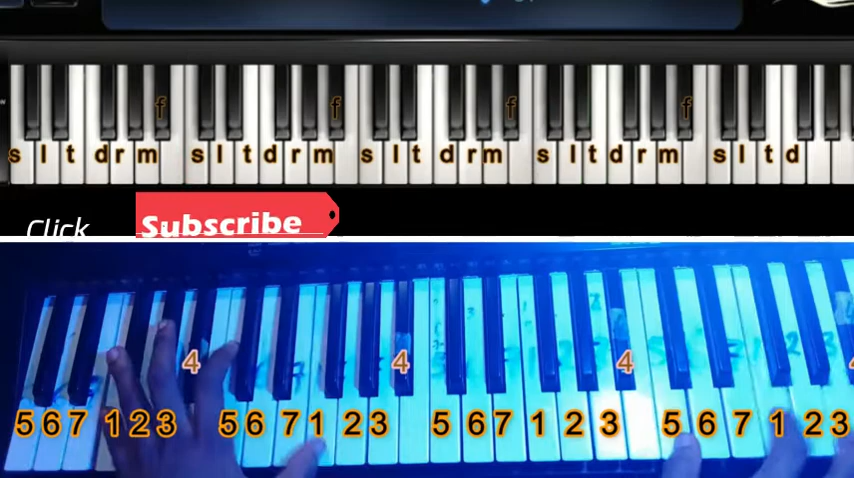 f f f f
s l t d r m s l t d r m s l t d r m s l t d r m s l t d
Click Subscribe
4 4 4
5 6 7 1 2 3 5 6 7 1 2 3 5 6 7 1 2 3 5 6 7 1 2 3